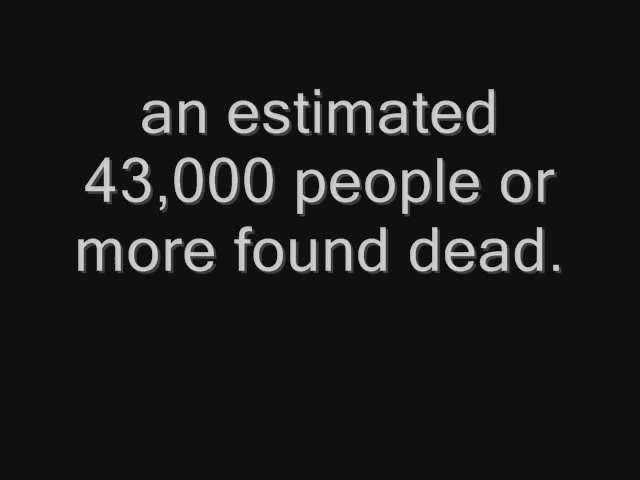 an estimated
43,000 people or
more found dead.